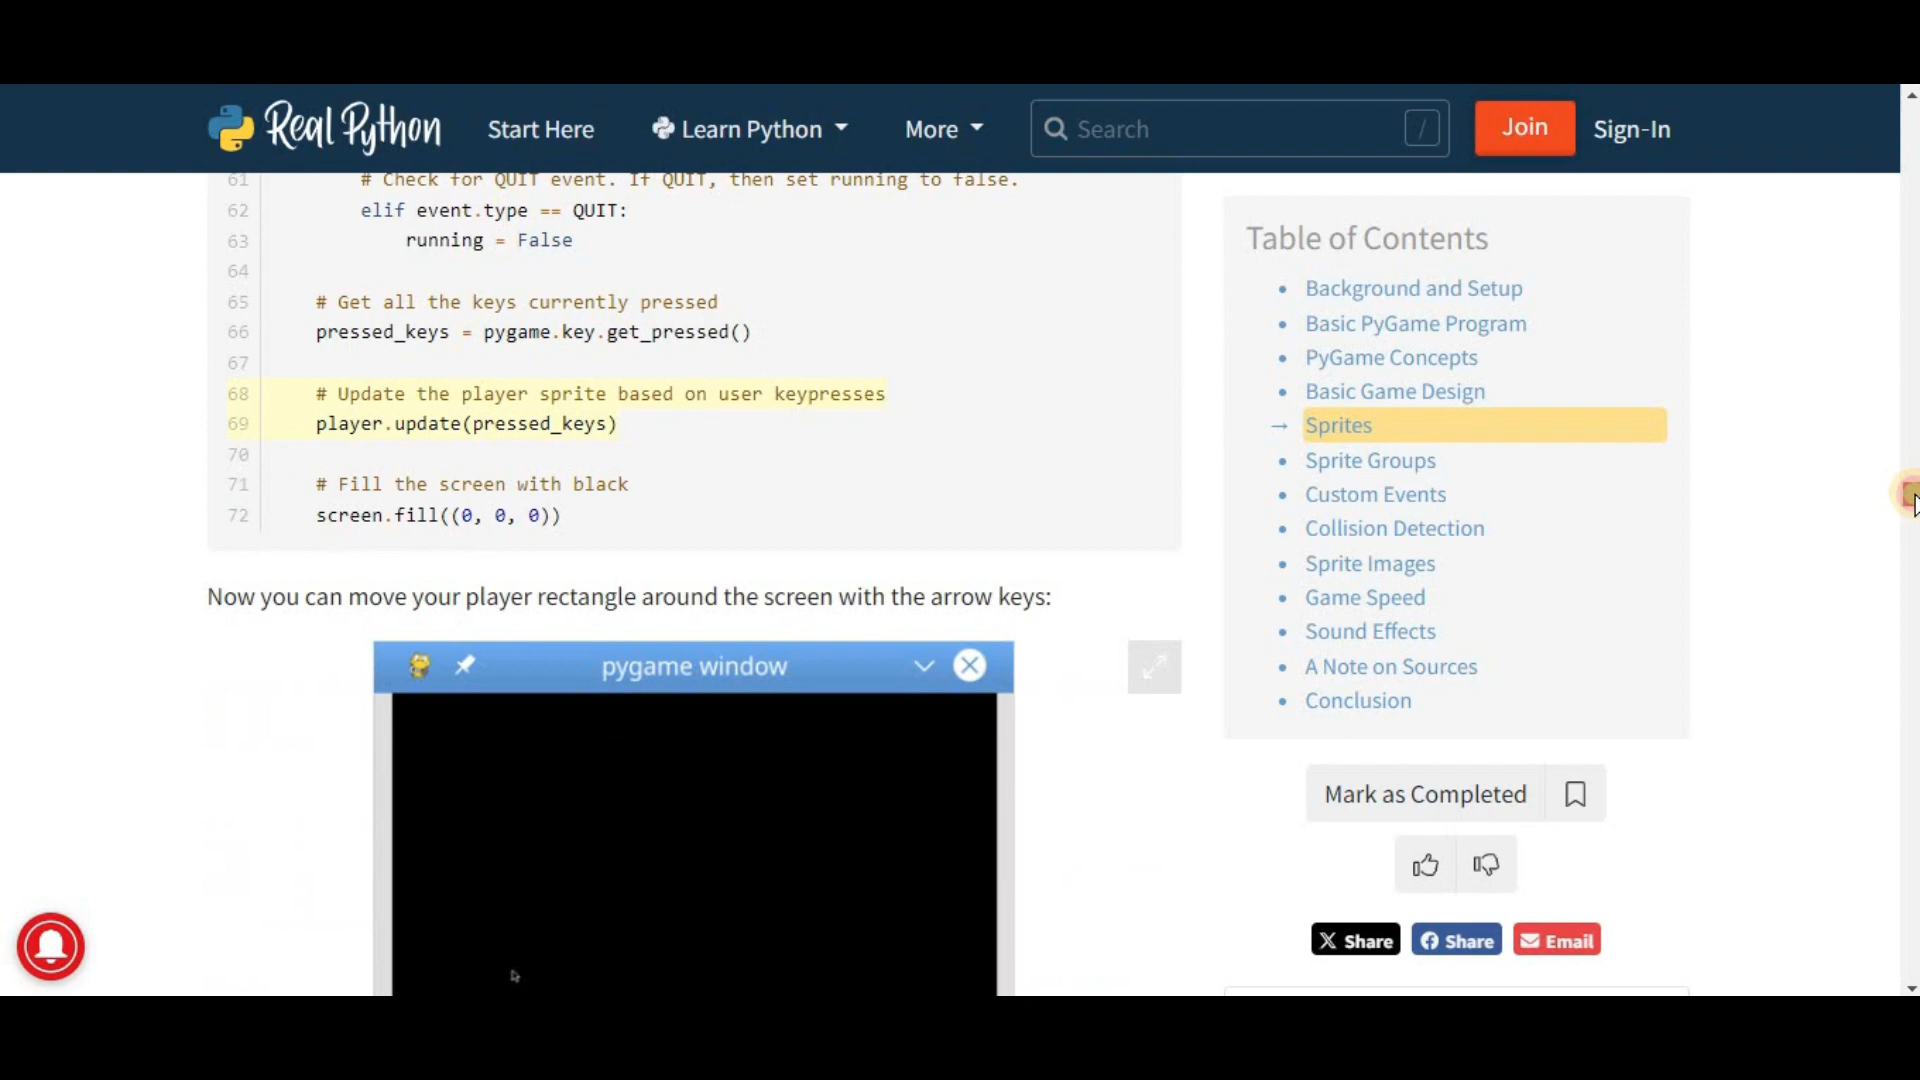 Real Python Start Here Learn Python More Search / Join Sign-In
61 # Check for QUIT event. If QUIT, then set running to false.
62 elif event.type == QUIT:
63 running = False
64
65 # Get all the keys currently pressed
66 pressed_keys = pygame.key.get_pressed()
67
68 # Update the player sprite based on user keypresses
69 player.update(pressed_keys)
70
71 # Fill the screen with black
72 screen.fill((0, 0, 0))
Now you can move your player rectangle around the screen with the arrow keys:
pygame window
Table of Contents
Background and Setup
Basic PyGame Program
PyGame Concepts
Basic Game Design
→ Sprites
Sprite Groups
Custom Events
Collision Detection
Sprite Images
Game Speed
Sound Effects
A Note on Sources
Conclusion
Mark as Completed
X Share Share Email